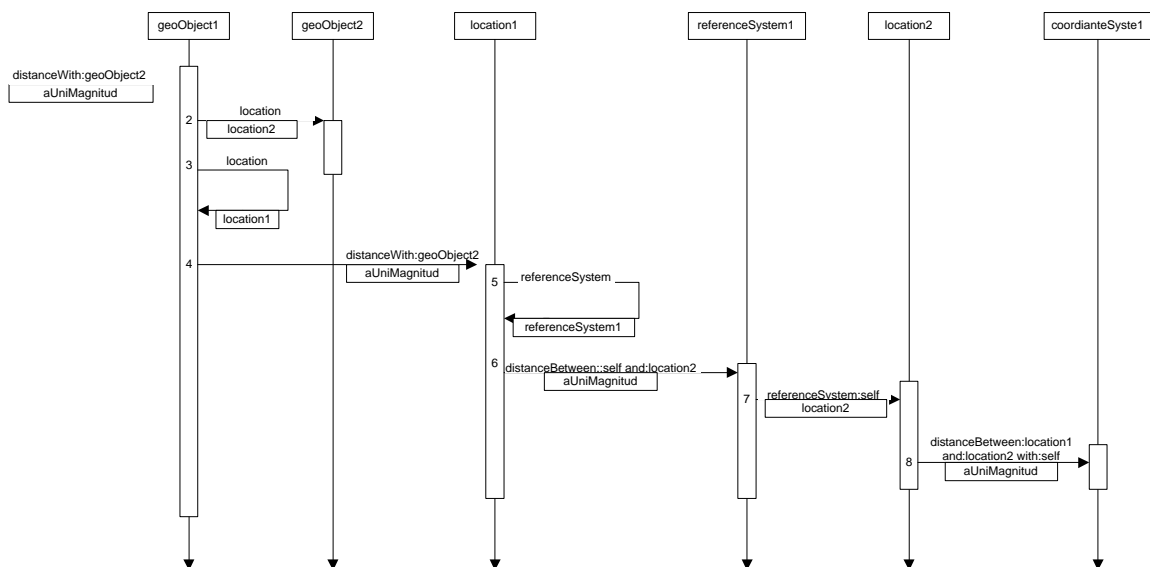 geoObject1
geoObject2
location1
referenceSystem1
location2
coordianteSyste1
distanceWith:geoObject2
aUniMagnitud
2
location
location2
3
location
location1
4
distanceWith:geoObject2
aUniMagnitud
5
referenceSystem
referenceSystem1
6
distanceBetween::self and:location2
aUniMagnitud
7
referenceSystem:self
location2
8
distanceBetween:location1
and:location2 with:self
aUniMagnitud